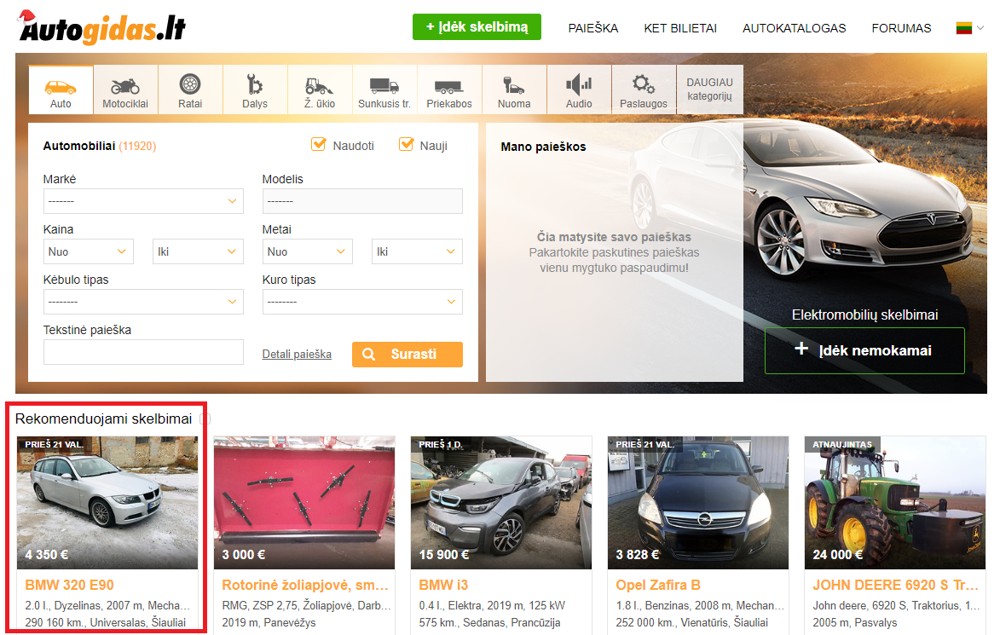 Autogidas.lt
+ Įdėk skelbimą
PAIEŠKA
KET BILIETAI
AUTOKATALOGAS
FORUMAS
Auto
Motociklai
Ratai
Dalys
Ž. ūkio
Sunkusis tr.
Priekabos
Nuoma
Audio
Paslaugos
DAUGIAU
kategorijų
Automobiliai (11920)
Naudoti
Nauji
Markė
Modelis
-------
-------
Kaina
Metai
Nuo
Iki
Nuo
Iki
Kėbulo tipas
Kuro tipas
--------
--------
Tekstinė paieška
Detali paieška
Surasti
Mano paieškos
Čia matysite savo paieškas
Pakartokite paskutines paieškas
vienu mygtuko paspaudimu!
Elektromobilių skelbimai
+ Įdėk nemokamai
Rekomenduojami skelbimai
PRIEŠ 21 VAL.
4 350 €
BMW 320 E90
2.0 l., Dyzelinas, 2007 m, Mecha...
290 160 km., Universalas, Šiauliai
3 000 €
Rotorinė žoliapjovė, sm...
RMG, ZSP 2,75, Žoliapjovė, Darb...
2019 m, Panevėžys
PRIEŠ 1 D.
15 900 €
BMW i3
0.4 l., Elektra, 2019 m, 125 kW
575 km., Sedanas, Prancūzija
PRIEŠ 21 VAL.
3 828 €
Opel Zafira B
1.8 l., Benzinas, 2008 m, Mechan...
252 000 km., Vienatūris, Šiauliai
ATNAUJINTAS
24 000 €
JOHN DEERE 6920 S Tr...
John deere, 6920 S, Traktorius, 1...
2005 m, Pasvalys